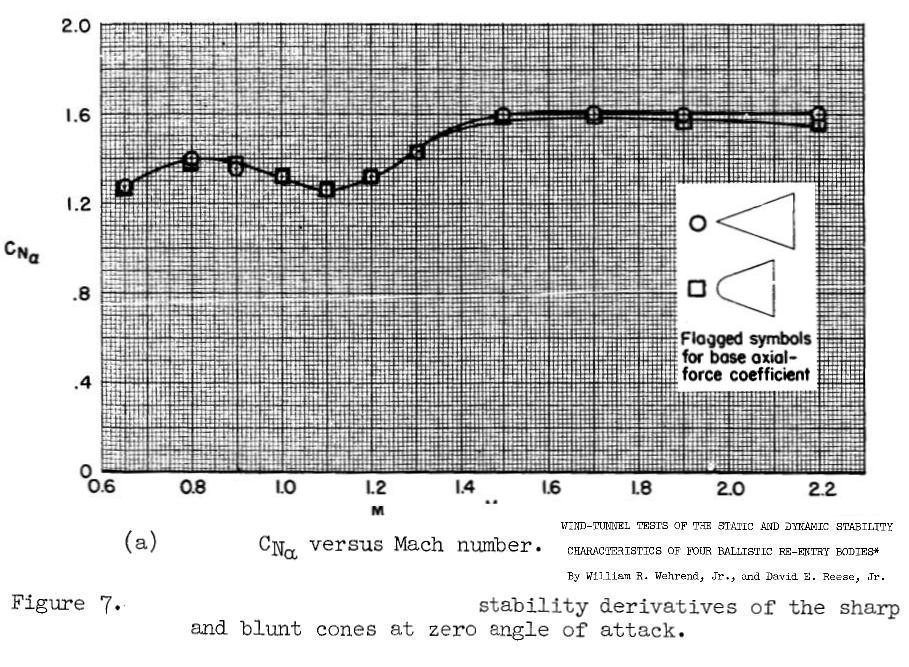 2.0
1.6
1.2
.8
.4
0
CNα
0.6 0.8 1.0 1.2 1.4 1.6 1.8 2.0 2.2
M
Flagged symbols
for base axial-
force coefficient
(a) CNα versus Mach number.
WIND-TUNNEL TESTS OF THE STATIC AND DYNAMIC STABILITY
CHARACTERISTICS OF FOUR BALLISTIC RE-ENTRY BODIES*
By William R. Wehrend, Jr., and David E. Reese, Jr.
Figure 7. stability derivatives of the sharp
and blunt cones at zero angle of attack.